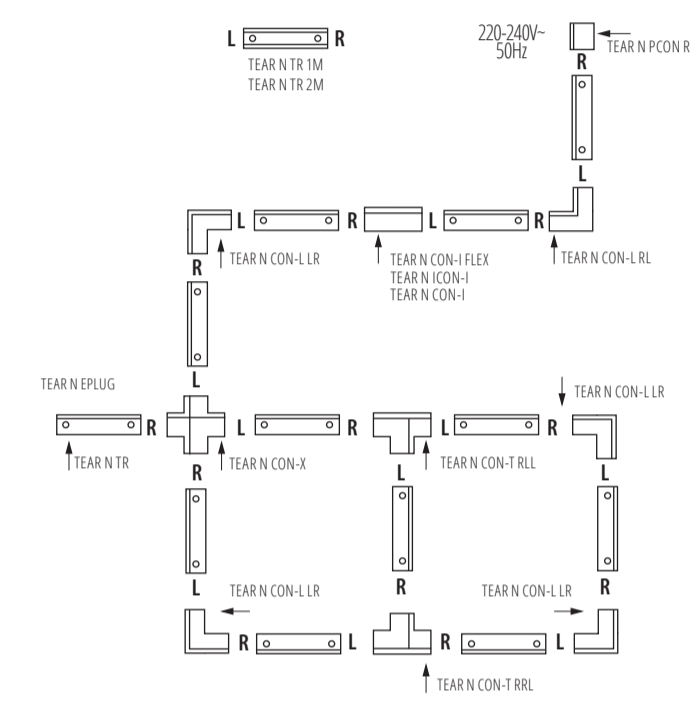 L R
TEAR N TR 1M
TEAR N TR 2M
220-240V~
50Hz
TEAR N PCON R
R
L
L R L R
R
TEAR N CON-L LR
TEAR N CON-I FLEX
TEAR N ICON-I
TEAR N CON-I
TEAR N CON-L RL
L
TEAR N EPLUG
TEAR N CON-L LR
R L R L R
TEAR N TR
TEAR N CON-X
TEAR N CON-T RLL
R L L
L R R
TEAR N CON-L LR
TEAR N CON-L LR
R L R L
TEAR N CON-T RRL